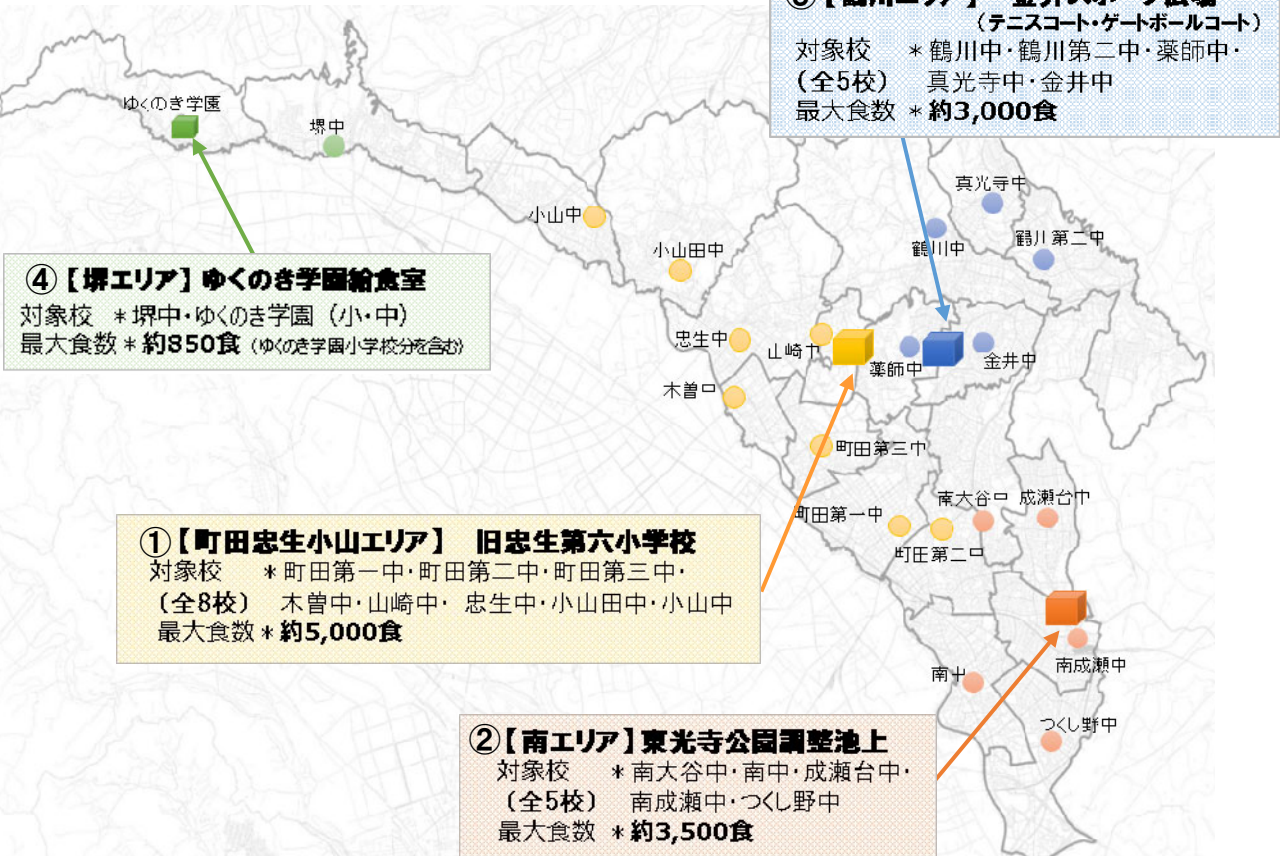 (テニスコート・ゲートボールコート)
対象校 *鶴川中・鶴川第二中・薬師中・
(全5校) 真光寺中・金井中
最大食数 *約3,000食
ゆくのき学園
堺中
真光寺中
小山中
鶴川中
鶴川第二中
小山田中
④【堺エリア】ゆくのき学園給食室
対象校 *堺中・ゆくのき学園(小・中)
最大食数*約850食(ゆくのき学園小学校分を含む)
忠生中
山崎中
薬師中
金井中
木曽中
町田第三中
南大谷中
成瀬台中
町田第一中
町田第二中
①【町田忠生小山エリア】 旧忠生第六小学校
対象校 *町田第一中・町田第二中・町田第三中・
(全8校) 木曽中・山崎中・忠生中・小山田中・小山中
最大食数*約5,000食
南成瀬中
南中
つくし野中
②【南エリア】東光寺公園調整池上
対象校 *南大谷中・南中・成瀬台中・
(全5校) 南成瀬中・つくし野中
最大食数 *約3,500食